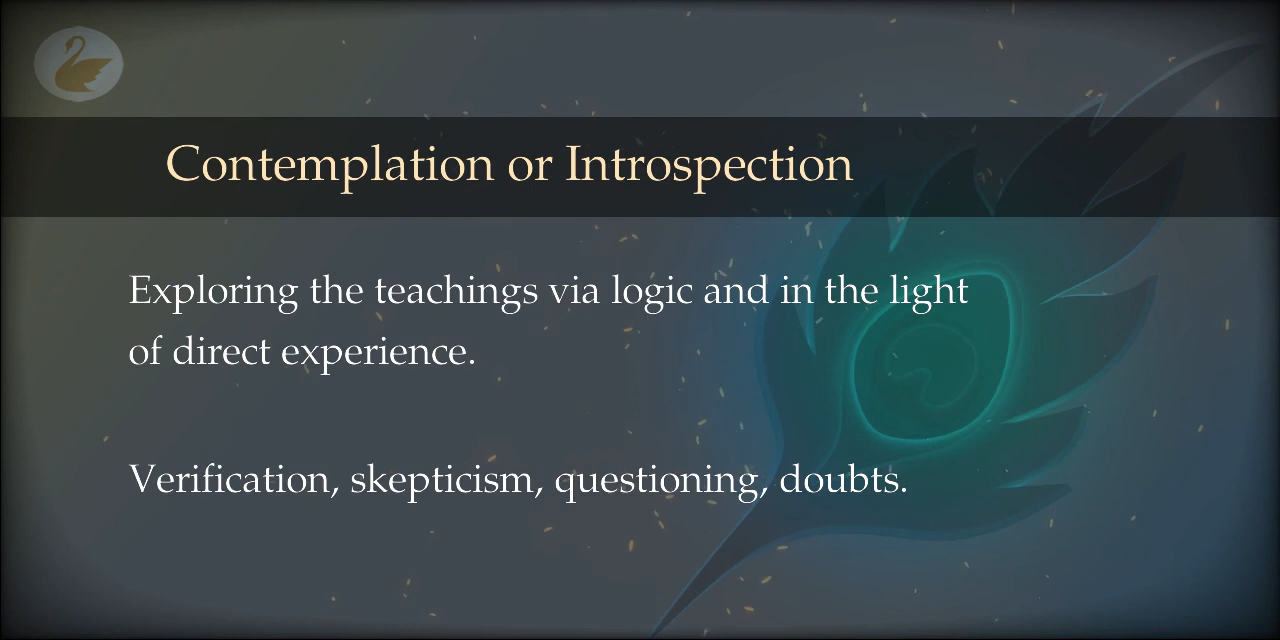 Contemplation or Introspection
Exploring the teachings via logic and in the light
of direct experience.
Verification, skepticism, questioning, doubts.